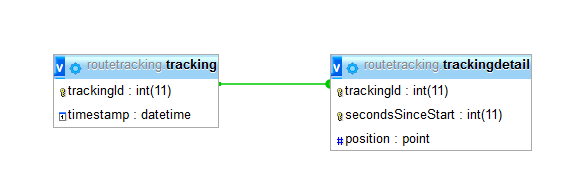 v routetracking.tracking
trackingId : int(11)
timestamp : datetime
v routetracking.trackingdetail
trackingId : int(11)
secondsSinceStart : int(11)
# position : point